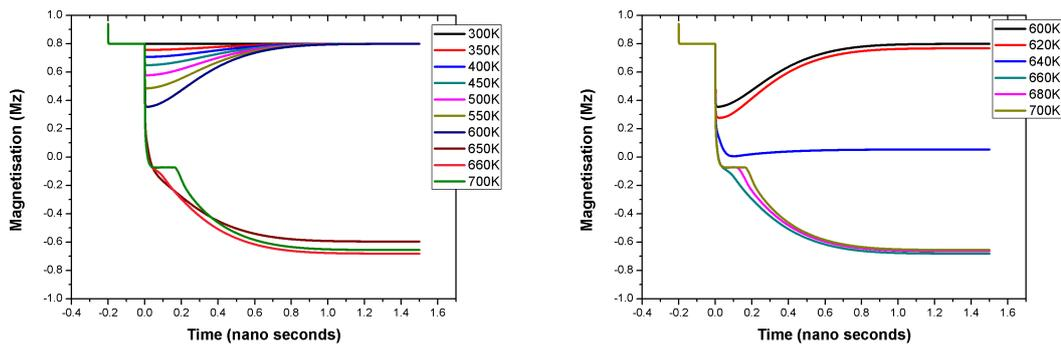 1.0
0.8
0.6
0.4
0.2
0.0
-0.2
-0.4
-0.6
-0.8
-1.0
Magnetisation (Mz)
-0.4 -0.2 0.0 0.2 0.4 0.6 0.8 1.0 1.2 1.4 1.6
Time (nano seconds)
300K
350K
400K
450K
500K
550K
600K
650K
660K
700K
1.0
0.8
0.6
0.4
0.2
0.0
-0.2
-0.4
-0.6
-0.8
-1.0
Magnetisation (Mz)
-0.4 -0.2 0.0 0.2 0.4 0.6 0.8 1.0 1.2 1.4 1.6
Time (nano seconds)
600K
620K
640K
660K
680K
700K